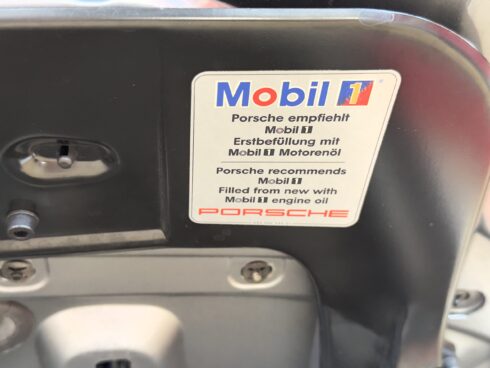 Mobil 1
Porsche empfiehlt
Mobil 1
Erstbefüllung mit
Mobil 1 Motorenöl
Porsche recommends
Mobil 1
Filled from new with
Mobil 1 engine oil
PORSCHE